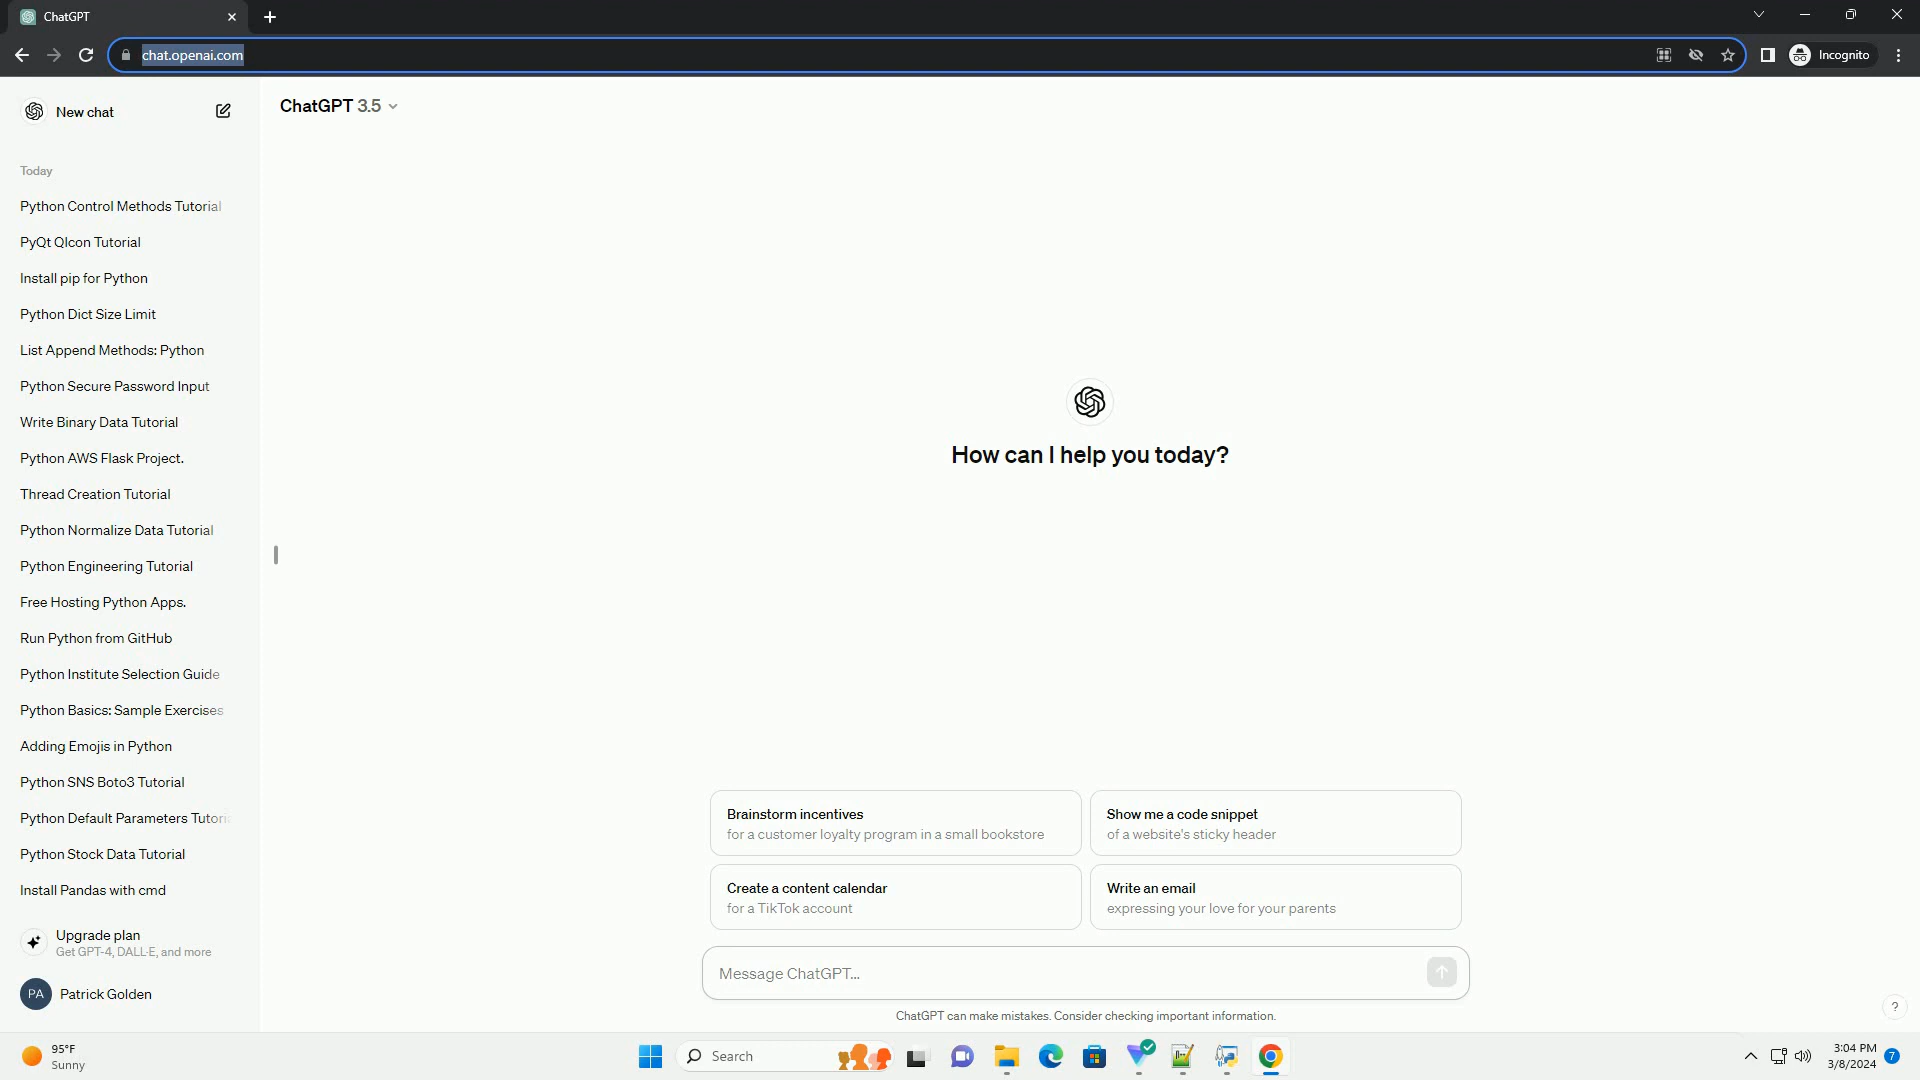 ChatGPT
chat.openai.com
Incognito
New chat
ChatGPT 3.5
Today
Python Control Methods Tutorial
PyQt QIcon Tutorial
Install pip for Python
Python Dict Size Limit
List Append Methods: Python
Python Secure Password Input
Write Binary Data Tutorial
Python AWS Flask Project.
Thread Creation Tutorial
Python Normalize Data Tutorial
Python Engineering Tutorial
Free Hosting Python Apps.
Run Python from GitHub
Python Institute Selection Guide
Python Basics: Sample Exercises
Adding Emojis in Python
Python SNS Boto3 Tutorial
Python Default Parameters Tutori
Python Stock Data Tutorial
Install Pandas with cmd
Upgrade plan
Get GPT-4, DALL·E, and more
PA Patrick Golden
How can I help you today?
Brainstorm incentives
for a customer loyalty program in a small bookstore
Show me a code snippet
of a website's sticky header
Create a content calendar
for a TikTok account
Write an email
expressing your love for your parents
Message ChatGPT...
ChatGPT can make mistakes. Consider checking important information.
?
95°F
Sunny
Search
3:04 PM
3/8/2024
7